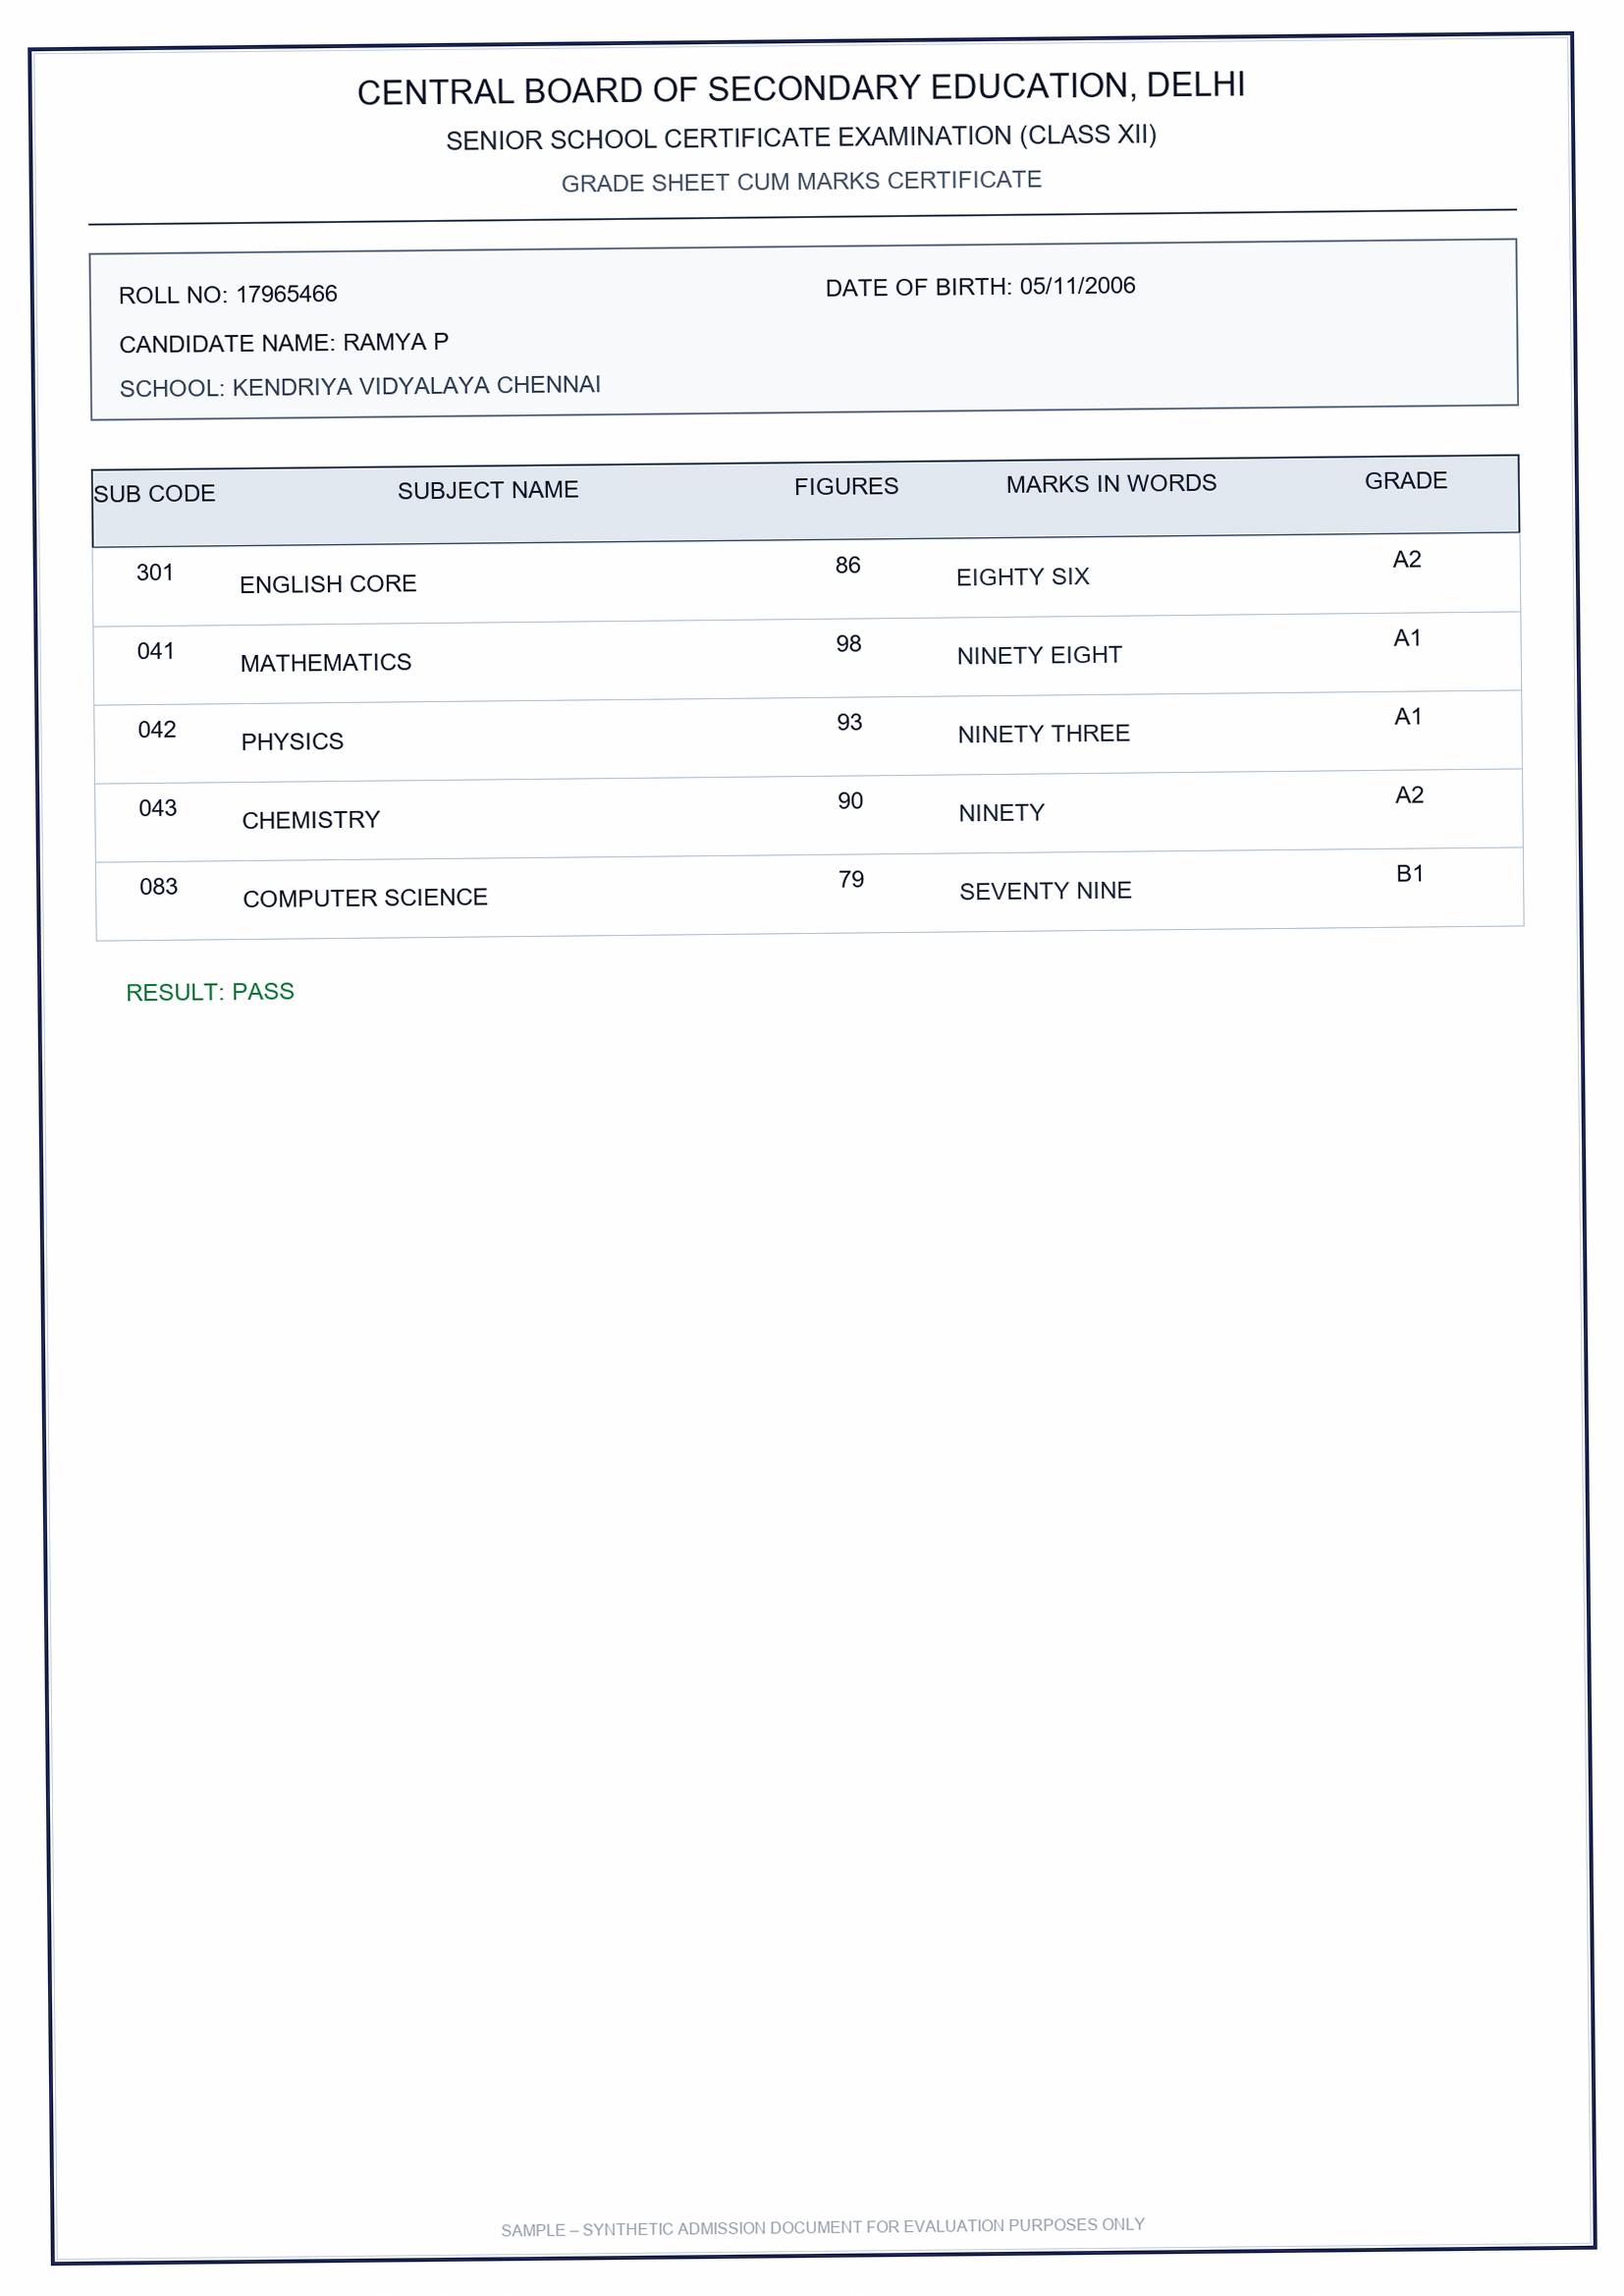 CENTRAL BOARD OF SECONDARY EDUCATION, DELHI
SENIOR SCHOOL CERTIFICATE EXAMINATION (CLASS XII)
GRADE SHEET CUM MARKS CERTIFICATE
ROLL NO: 17965466 DATE OF BIRTH: 05/11/2006
CANDIDATE NAME: RAMYA P
SCHOOL: KENDRIYA VIDYALAYA CHENNAI
SUB CODE SUBJECT NAME FIGURES MARKS IN WORDS GRADE
301 ENGLISH CORE 86 EIGHTY SIX A2
041 MATHEMATICS 98 NINETY EIGHT A1
042 PHYSICS 93 NINETY THREE A1
043 CHEMISTRY 90 NINETY A2
083 COMPUTER SCIENCE 79 SEVENTY NINE B1
RESULT: PASS
SAMPLE – SYNTHETIC ADMISSION DOCUMENT FOR EVALUATION PURPOSES ONLY